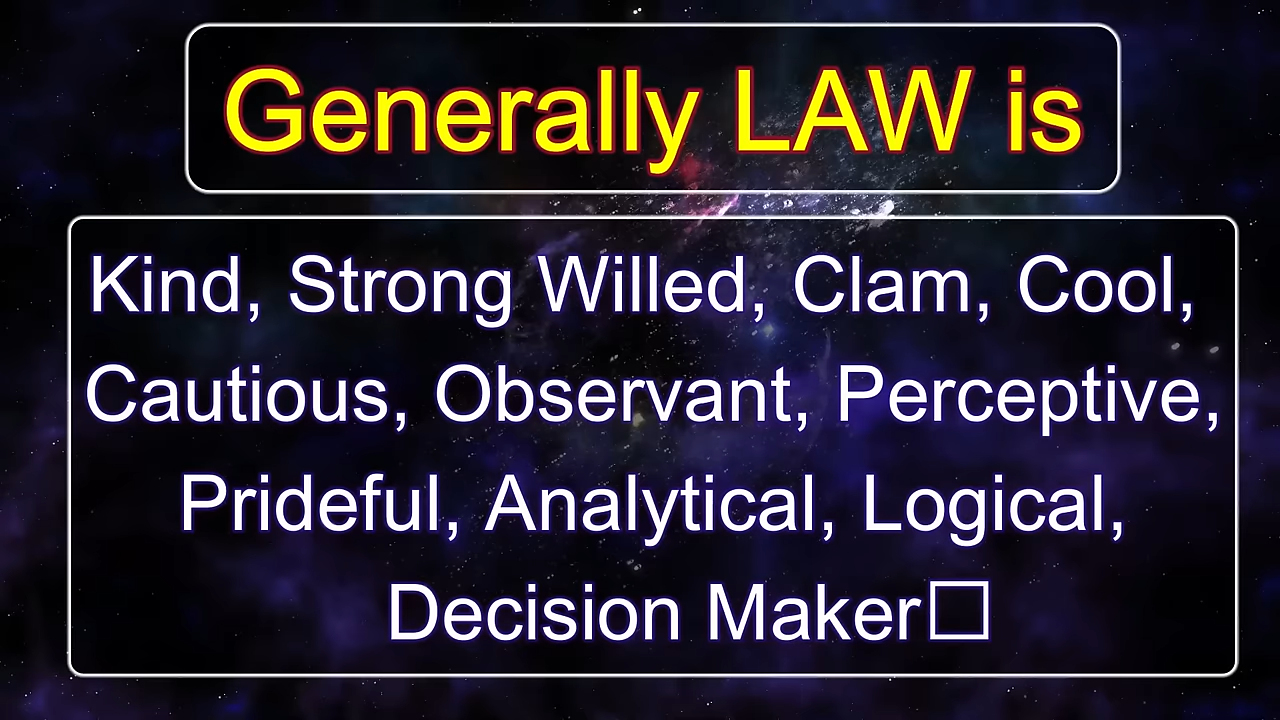 Generally LAW is
Kind, Strong Willed, Clam, Cool,
Cautious, Observant, Perceptive,
Prideful, Analytical, Logical,
Decision Maker□